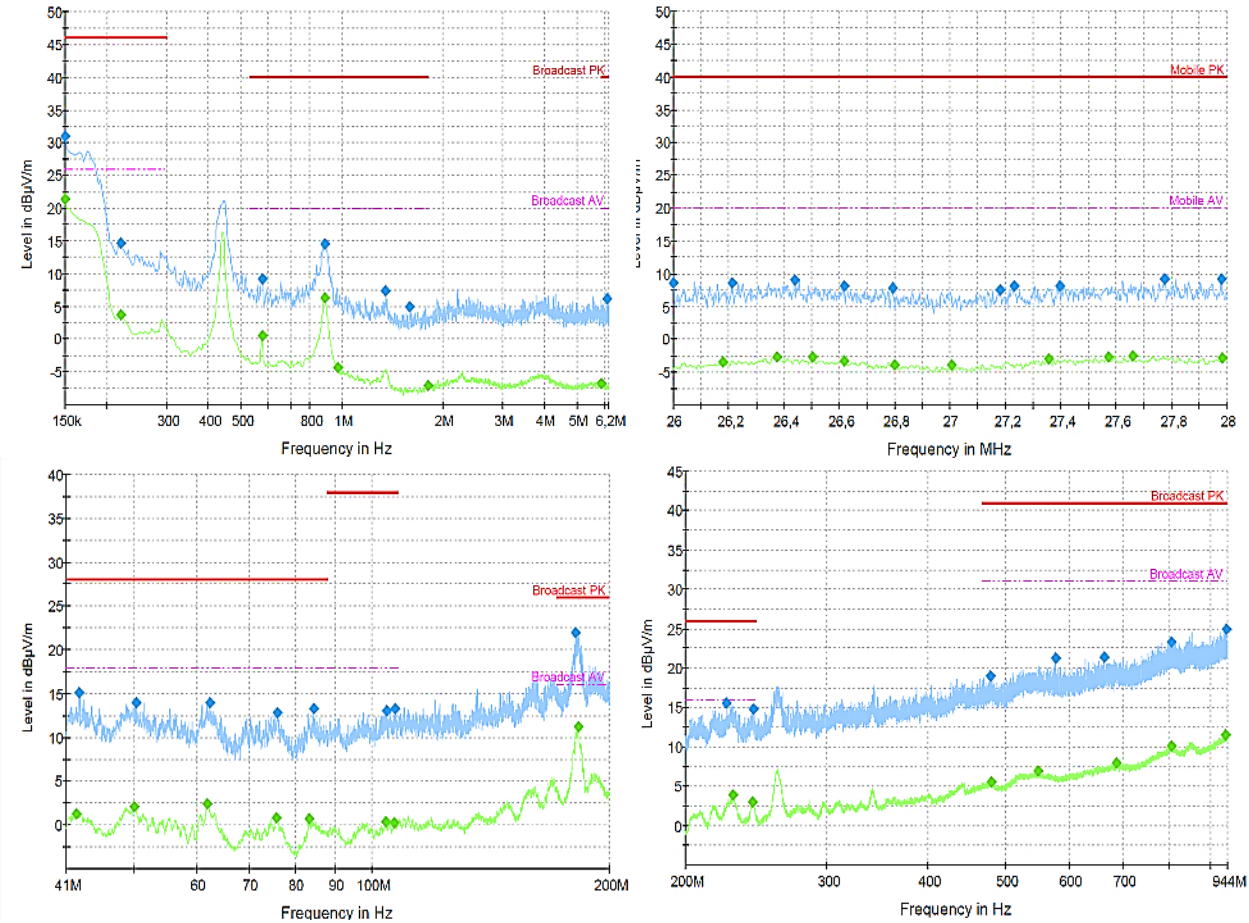 50
45
Broadcast PK
40
35
30
25
Broadcast AV
20
15
10
5
0
-5
Level in dBµV/m
150k 300 400 500 800 1M 2M 3M 4M 5M 6,2M
Frequency in Hz
50
45
Mobile PK
40
35
30
25
Mobile AV
20
15
10
5
0
-5
Level in dBµV/m
26 26,2 26,4 26,6 26,8 27 27,2 27,4 27,6 27,8 28
Frequency in MHz
40
35
30
Broadcast PK
25
20
Broadcast AV
15
10
5
0
Level in dBµV/m
41M 60 70 80 90 100M 200M
Frequency in Hz
45
Broadcast PK
40
35
Broadcast AV
30
25
20
15
10
5
0
Level in dBµV/m
200M 300 400 500 600 700 944M
Frequency in Hz